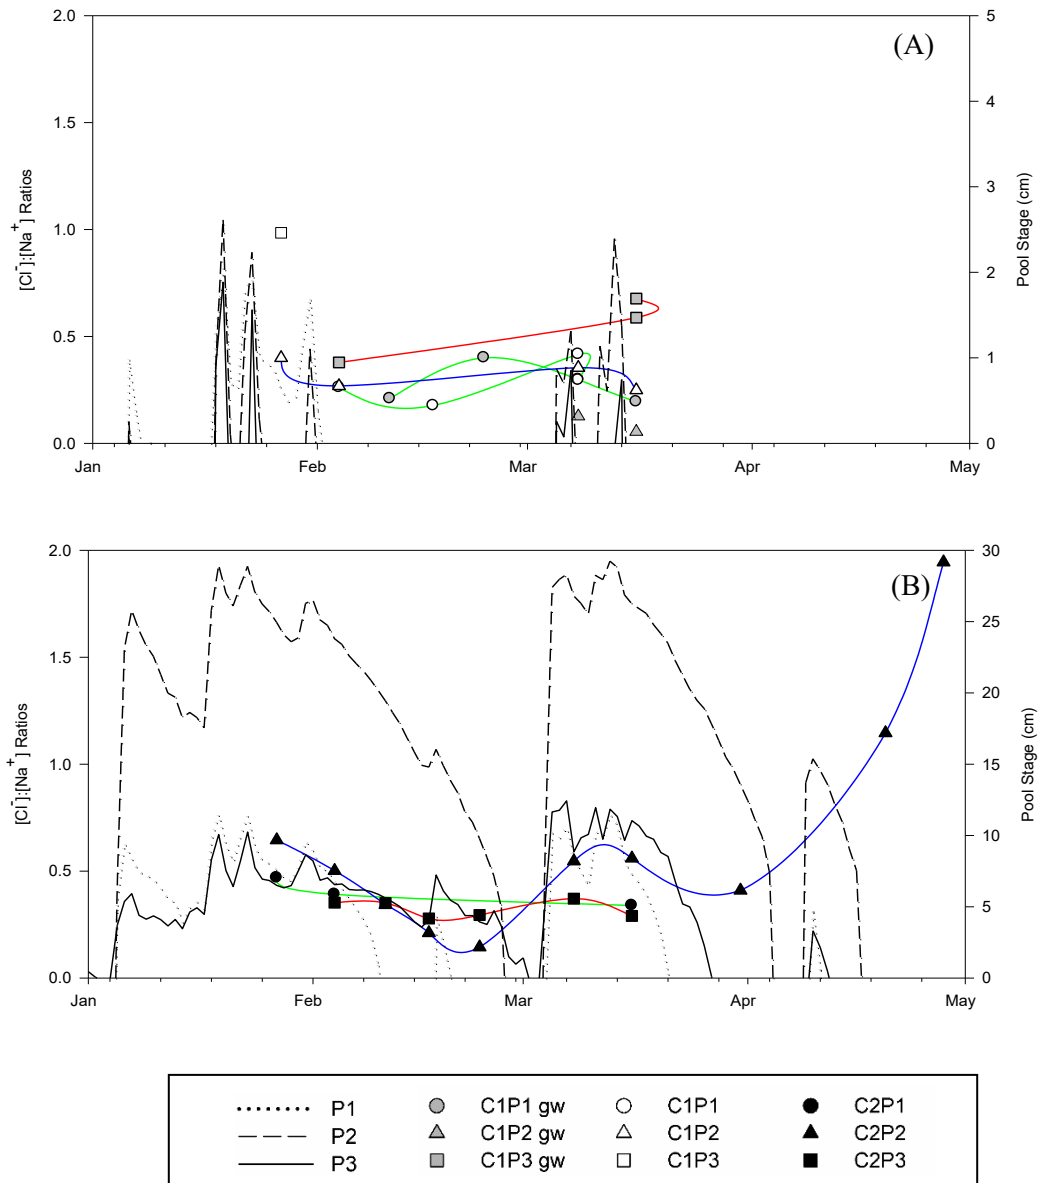 (A)
2.0
1.5
1.0
0.5
0.0
[Cl-]:[Na+] Ratios
5
4
3
2
1
0
Pool Stage (cm)
Jan Feb Mar Apr May
(B)
2.0
1.5
1.0
0.5
0.0
[Cl-]:[Na+] Ratios
30
25
20
15
10
5
0
Pool Stage (cm)
Jan Feb Mar Apr May
P1 C1P1 gw C1P1 C2P1
P2 C1P2 gw C1P2 C2P2
P3 C1P3 gw C1P3 C2P3